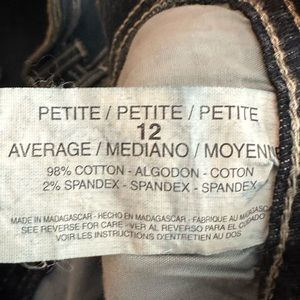 PETITE / PETITE / PETITE
12
AVERAGE / MEDIANO / MOYENNE
98% COTTON - ALGODON - COTON
2% SPANDEX - SPANDEX - SPANDEX
MADE IN MADAGASCAR - HECHO EN MADAGASCAR - FABRIQUE AU MADAGASCAR
SEE REVERSE FOR CARE - VER AL REVERSO PARA EL CUIDADO
VOIR LES INSTRUCTIONS D'ENTRETIEN AU DOS